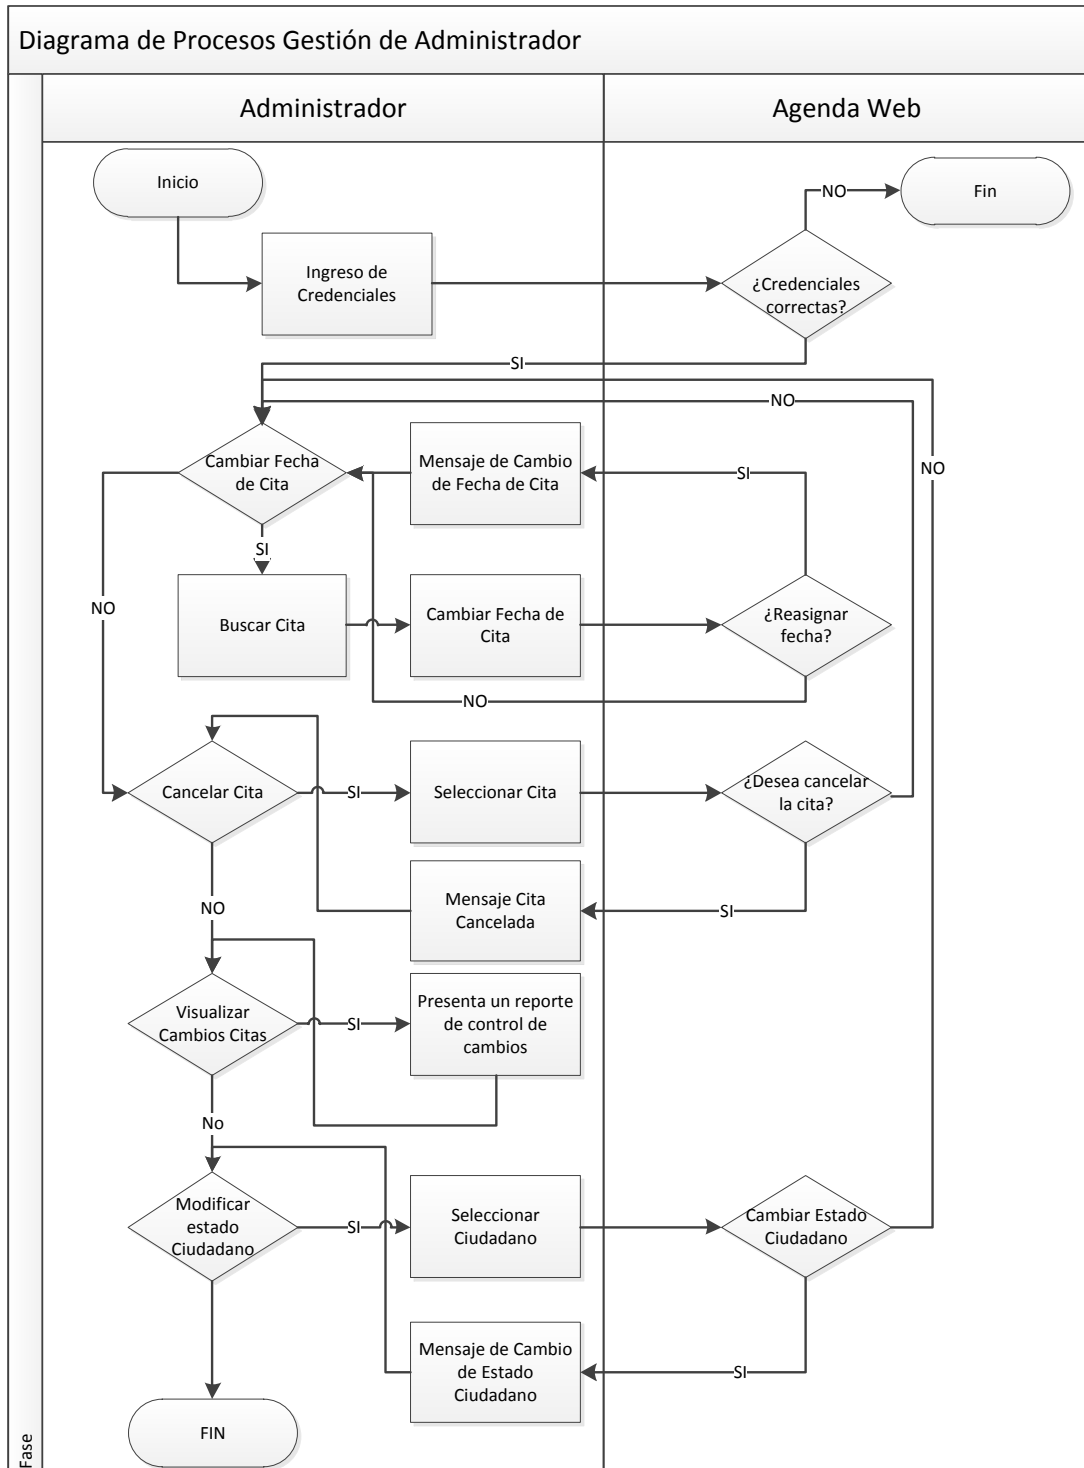 Diagrama de Procesos Gestión de Administrador
Administrador
Agenda Web
Inicio
NO
Fin
Ingreso de
Credenciales
¿Credenciales
correctas?
SI
NO
Cambiar Fecha
de Cita
Mensaje de Cambio
de Fecha de Cita
SI
NO
SI
NO
Buscar Cita
Cambiar Fecha de
Cita
¿Reasignar
fecha?
NO
Cancelar Cita
SI
Seleccionar Cita
¿Desea cancelar
la cita?
NO
Mensaje Cita
Cancelada
SI
Visualizar
Cambios Citas
SI
Presenta un reporte
de control de
cambios
No
Modificar
estado
Ciudadano
SI
Seleccionar
Ciudadano
Cambiar Estado
Ciudadano
Mensaje de Cambio
de Estado
Ciudadano
SI
FIN
Fase